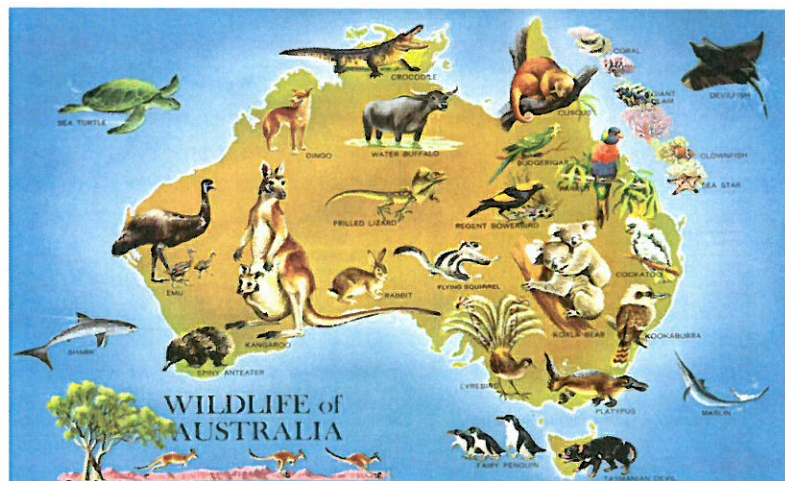 CROCODILE
CORAL
DEVILFISH
GIANT
CLAM
CUSCUS
SEA TURTLE
DINGO
WATER BUFFALO
BUDGERIGAR
CLOWNFISH
SEA STAR
FRILLED LIZARD
REGENT BOWERBIRD
EMU
RABBIT
FLYING SQUIRREL
COCKATOO
KOALA BEAR
KOOKABURRA
SHARK
KANGAROO
SPINY ANTEATER
LYREBIRD
PLATYPUS
MARLIN
WILDLIFE of
AUSTRALIA
FAIRY PENGUIN
TASMANIAN DEVIL